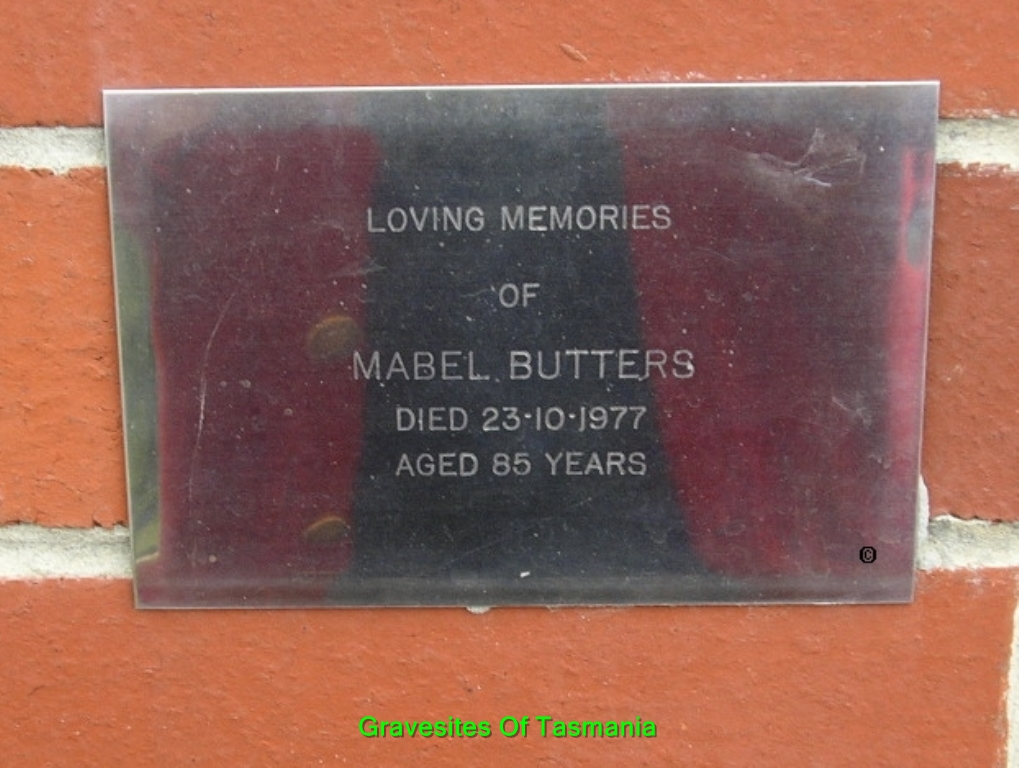 LOVING MEMORIES
OF
MABEL BUTTERS
DIED 23·10·1977
AGED 85 YEARS
©
Gravesites Of Tasmania